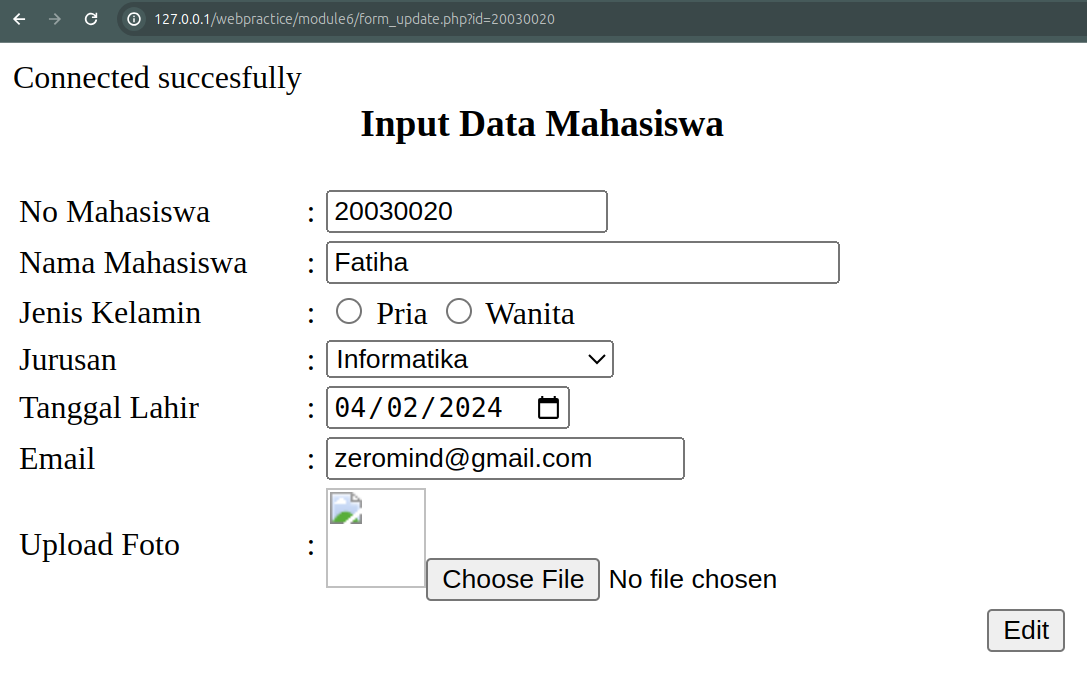 127.0.0.1/webpractice/module6/form_update.php?id=20030020
Connected succesfully
Input Data Mahasiswa
No Mahasiswa : 20030020
Nama Mahasiswa : Fatiha
Jenis Kelamin : Pria Wanita
Jurusan : Informatika
Tanggal Lahir : 04/02/2024
Email : zeromind@gmail.com
Upload Foto : Choose File No file chosen
Edit